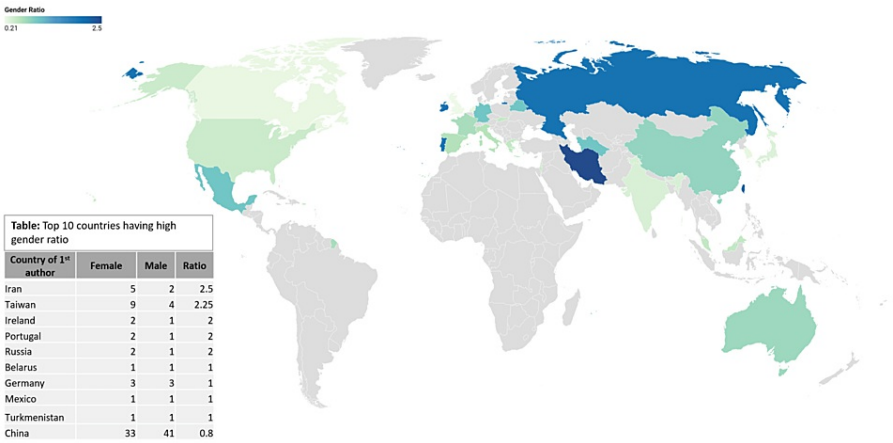 Gender Ratio
0.21 2.5
Table: Top 10 countries having high
gender ratio
Country of 1st
author Female Male Ratio
Iran 5 2 2.5
Taiwan 9 4 2.25
Ireland 2 1 2
Portugal 2 1 2
Russia 2 1 2
Belarus 1 1 1
Germany 3 3 1
Mexico 1 1 1
Turkmenistan 1 1 1
China 33 41 0.8